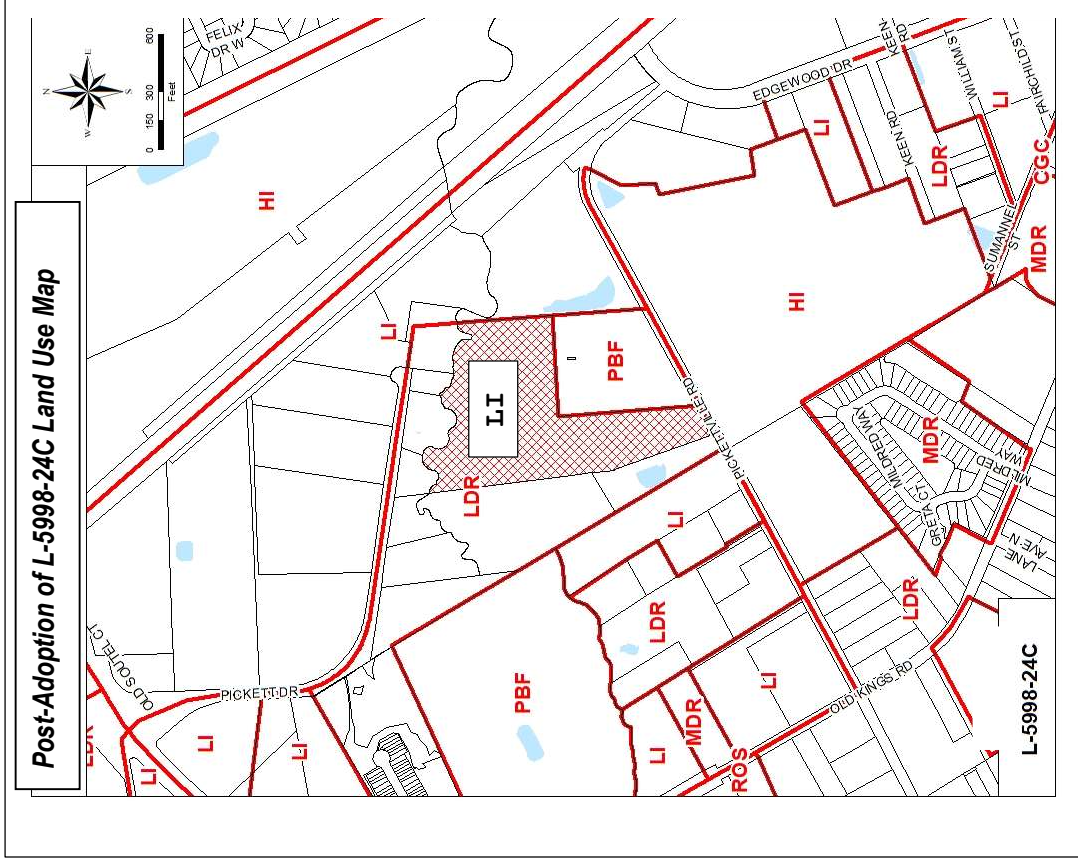 Post-Adoption of L-5998-24C Land Use Map
N
W
E
S
0 150 300 600
Feet
FELIX
DR W
OLD SOUTEL CT
LDR
LI
LI
PICKETT DR
LI
HI
LI
LDR
LI
PBF
PBF
LDR
LI
LI
MDR
PICKETTVILLE RD
ROS
LI
HI
EDGEWOOD DR
LI
OLD KINGS RD
MILDRED WAY
KEEN RD
KEEN
RD
LDR
GRETA CT
MDR
LDR
WILLIAM ST
MILDRED
WAY
LI
SUMANNEL
ST
LANE
AVE N
FAIRCHILD ST
L-5998-24C
MDR
CGC